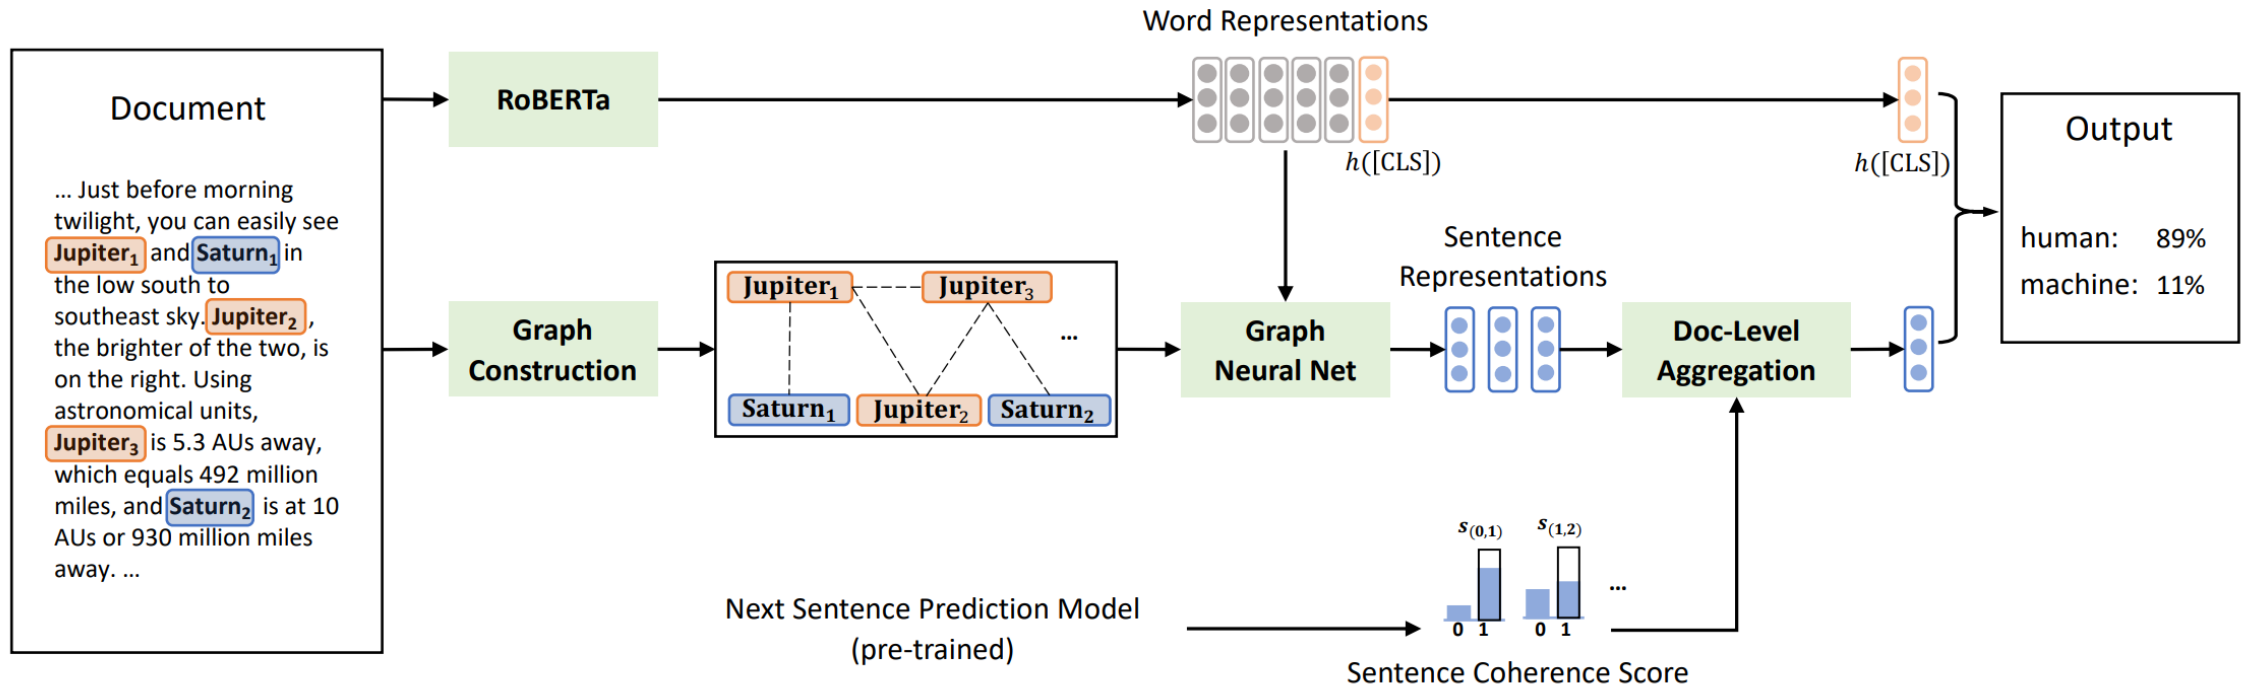 Word Representations
Document
RoBERTa
h([CLS])
h([CLS])
Output
human: 89%
machine: 11%
... Just before morning
twilight, you can easily see
Jupiter₁ and Saturn₁ in
the low south to
southeast sky. Jupiter₂ ,
the brighter of the two, is
on the right. Using
astronomical units,
Jupiter₃ is 5.3 AUs away,
which equals 492 million
miles, and Saturn₂ is at 10
AUs or 930 million miles
away. ...
Graph
Construction
Jupiter₁ Jupiter₃
...
Saturn₁ Jupiter₂ Saturn₂
Graph
Neural Net
Sentence
Representations
Doc-Level
Aggregation
Next Sentence Prediction Model
(pre-trained)
s(0,1) s(1,2)
...
0 1 0 1
Sentence Coherence Score